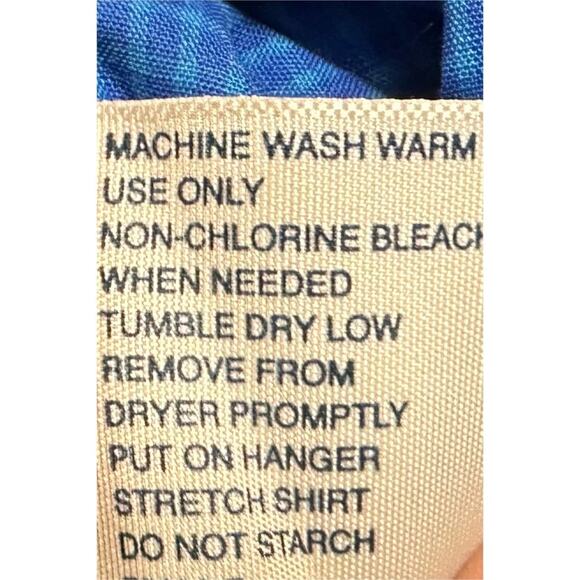 MACHINE WASH WARM
USE ONLY
NON-CHLORINE BLEACH
WHEN NEEDED
TUMBLE DRY LOW
REMOVE FROM
DRYER PROMPTLY
PUT ON HANGER
STRETCH SHIRT
DO NOT STARCH